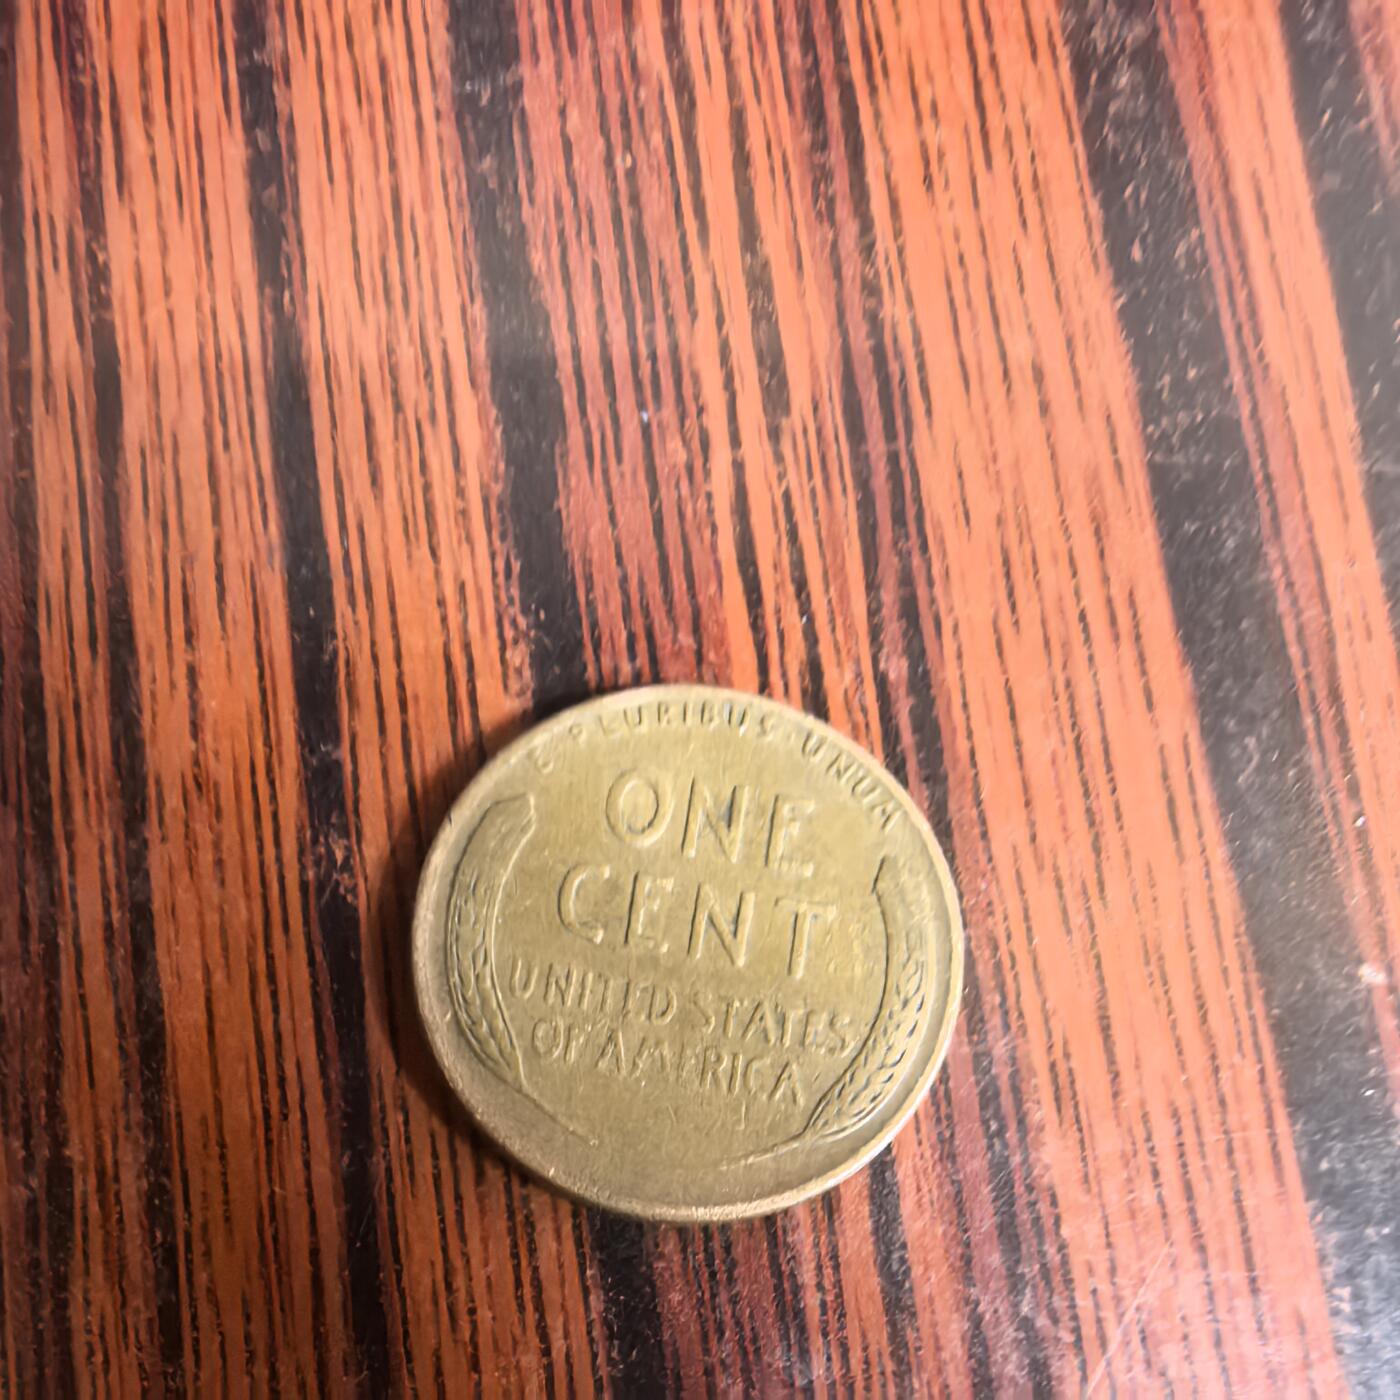 E PLURIBUS UNUM
ONE
CENT
UNITED STATES
OF AMERICA